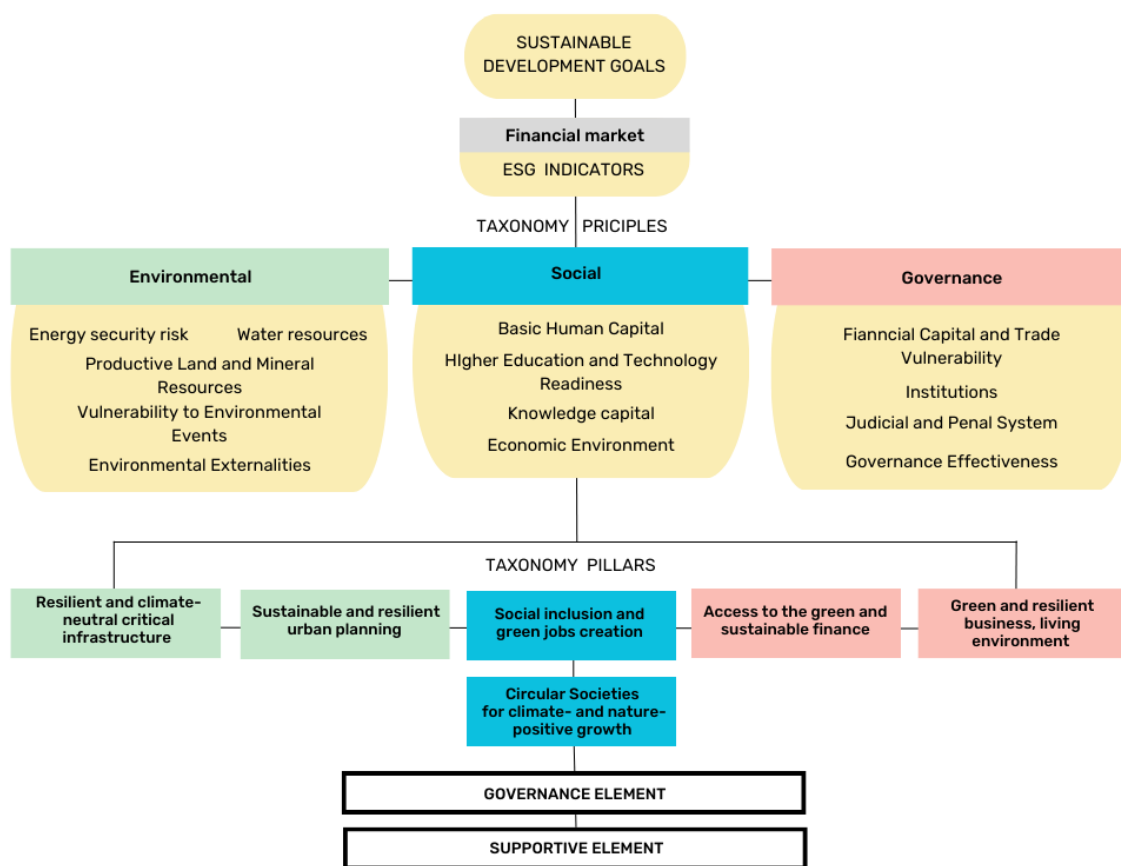 SUSTAINABLE
DEVELOPMENT GOALS
Financial market
ESG INDICATORS
TAXONOMY PRICIPLES
Environmental
Energy security risk Water resources
Productive Land and Mineral
Resources
Vulnerability to Environmental
Events
Environmental Externalities
Social
Basic Human Capital
HIgher Education and Technology
Readiness
Knowledge capital
Economic Environment
Governance
Fianncial Capital and Trade
Vulnerability
Institutions
Judicial and Penal System
Governance Effectiveness
TAXONOMY PILLARS
Resilient and climate-
neutral critical
infrastructure
Sustainable and resilient
urban planning
Social inclusion and
green jobs creation
Access to the green and
sustainable finance
Green and resilient
business, living
environment
Circular Societies
for climate- and nature-
positive growth
GOVERNANCE ELEMENT
SUPPORTIVE ELEMENT